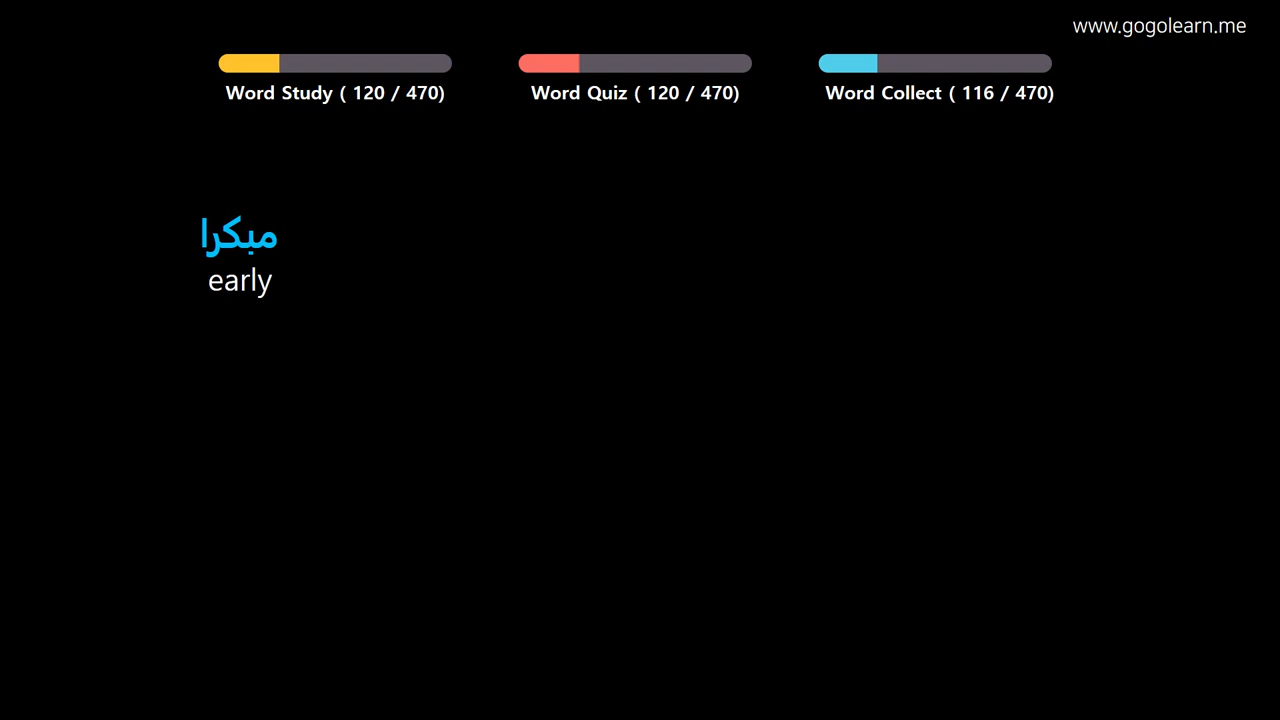 www.gogolearn.me
Word Study ( 120 / 470)
Word Quiz ( 120 / 470)
Word Collect ( 116 / 470)
مبكرا
early